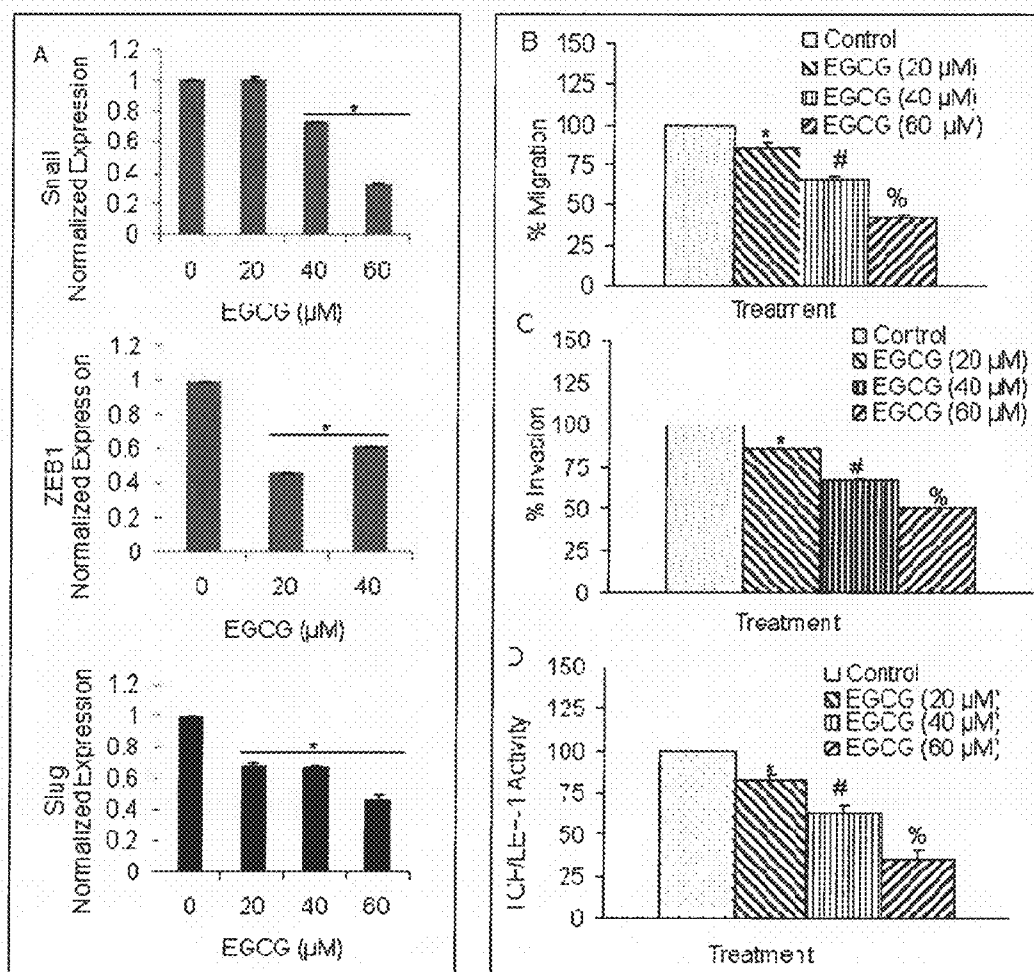 A
1.2
1
0.8
0.6
0.4
0.2
0
Snail
Normalized Expression
*
0 20 40 60
EGCG (µM)
1.2
1
0.8
0.6
0.4
0.2
0
ZEB1
Normalized Expression
*
0 20 40
EGCG (µM)
1.2
1
0.8
0.6
0.4
0.2
0
Slug
Normalized Expression
*
0 20 40 60
EGCG (µM)
B
150
125
100
75
50
25
0
% Migration
Control
EGCG (20 µM)
EGCG (40 µM)
EGCG (60 µM)
*
#
%
Treatment
C
150
125
100
75
50
25
0
% Invasion
Control
EGCG (20 µM)
EGCG (40 µM)
EGCG (60 µM)
*
#
%
Treatment
D
150
125
100
75
50
25
0
Activity
Control
EGCG (20 µM)
EGCG (40 µM)
EGCG (60 µM)
*
#
%
Treatment